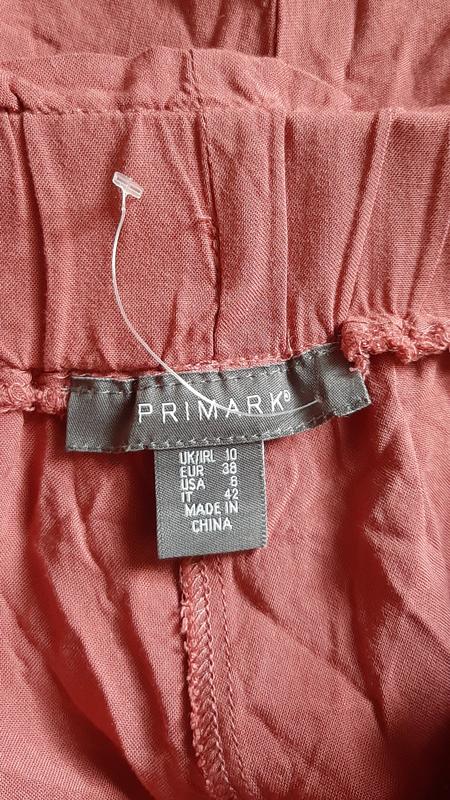 PRIMARK®
UK/IRL 10
EUR 38
USA 6
IT 42
MADE IN
CHINA